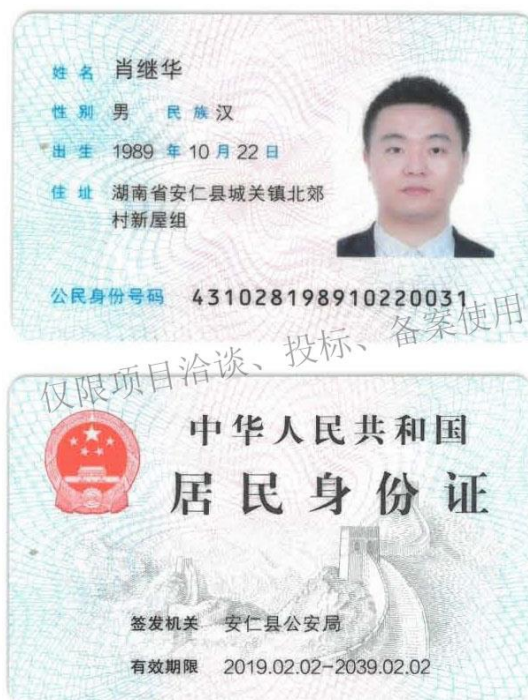 姓名 肖继华
性别 男 民族 汉
出生 1989 年 10 月 22 日
住址 湖南省安仁县城关镇北郊
村新屋组
公民身份号码 431028198910220031
仅限项目洽谈、投标、备案使用
中华人民共和国
居民身份证
签发机关 安仁县公安局
有效期限 2019.02.02-2039.02.02